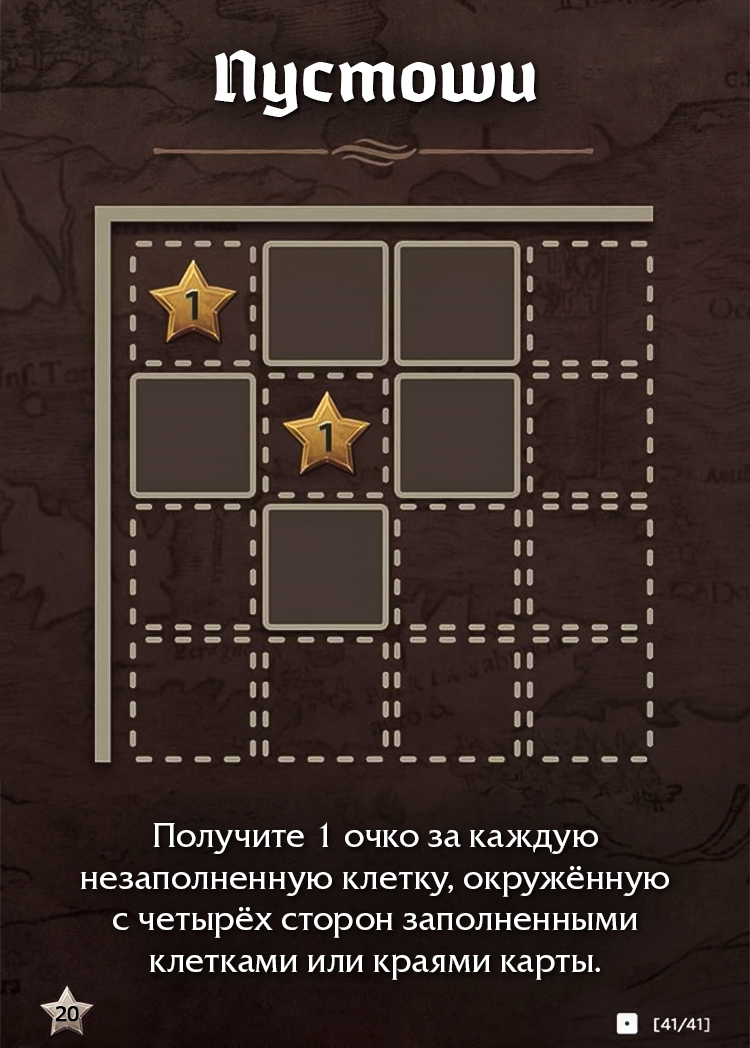 Пустоши
1
1
Получите 1 очко за каждую
незаполненную клетку, окружённую
с четырёх сторон заполненными
клетками или краями карты.
20
[41/41]